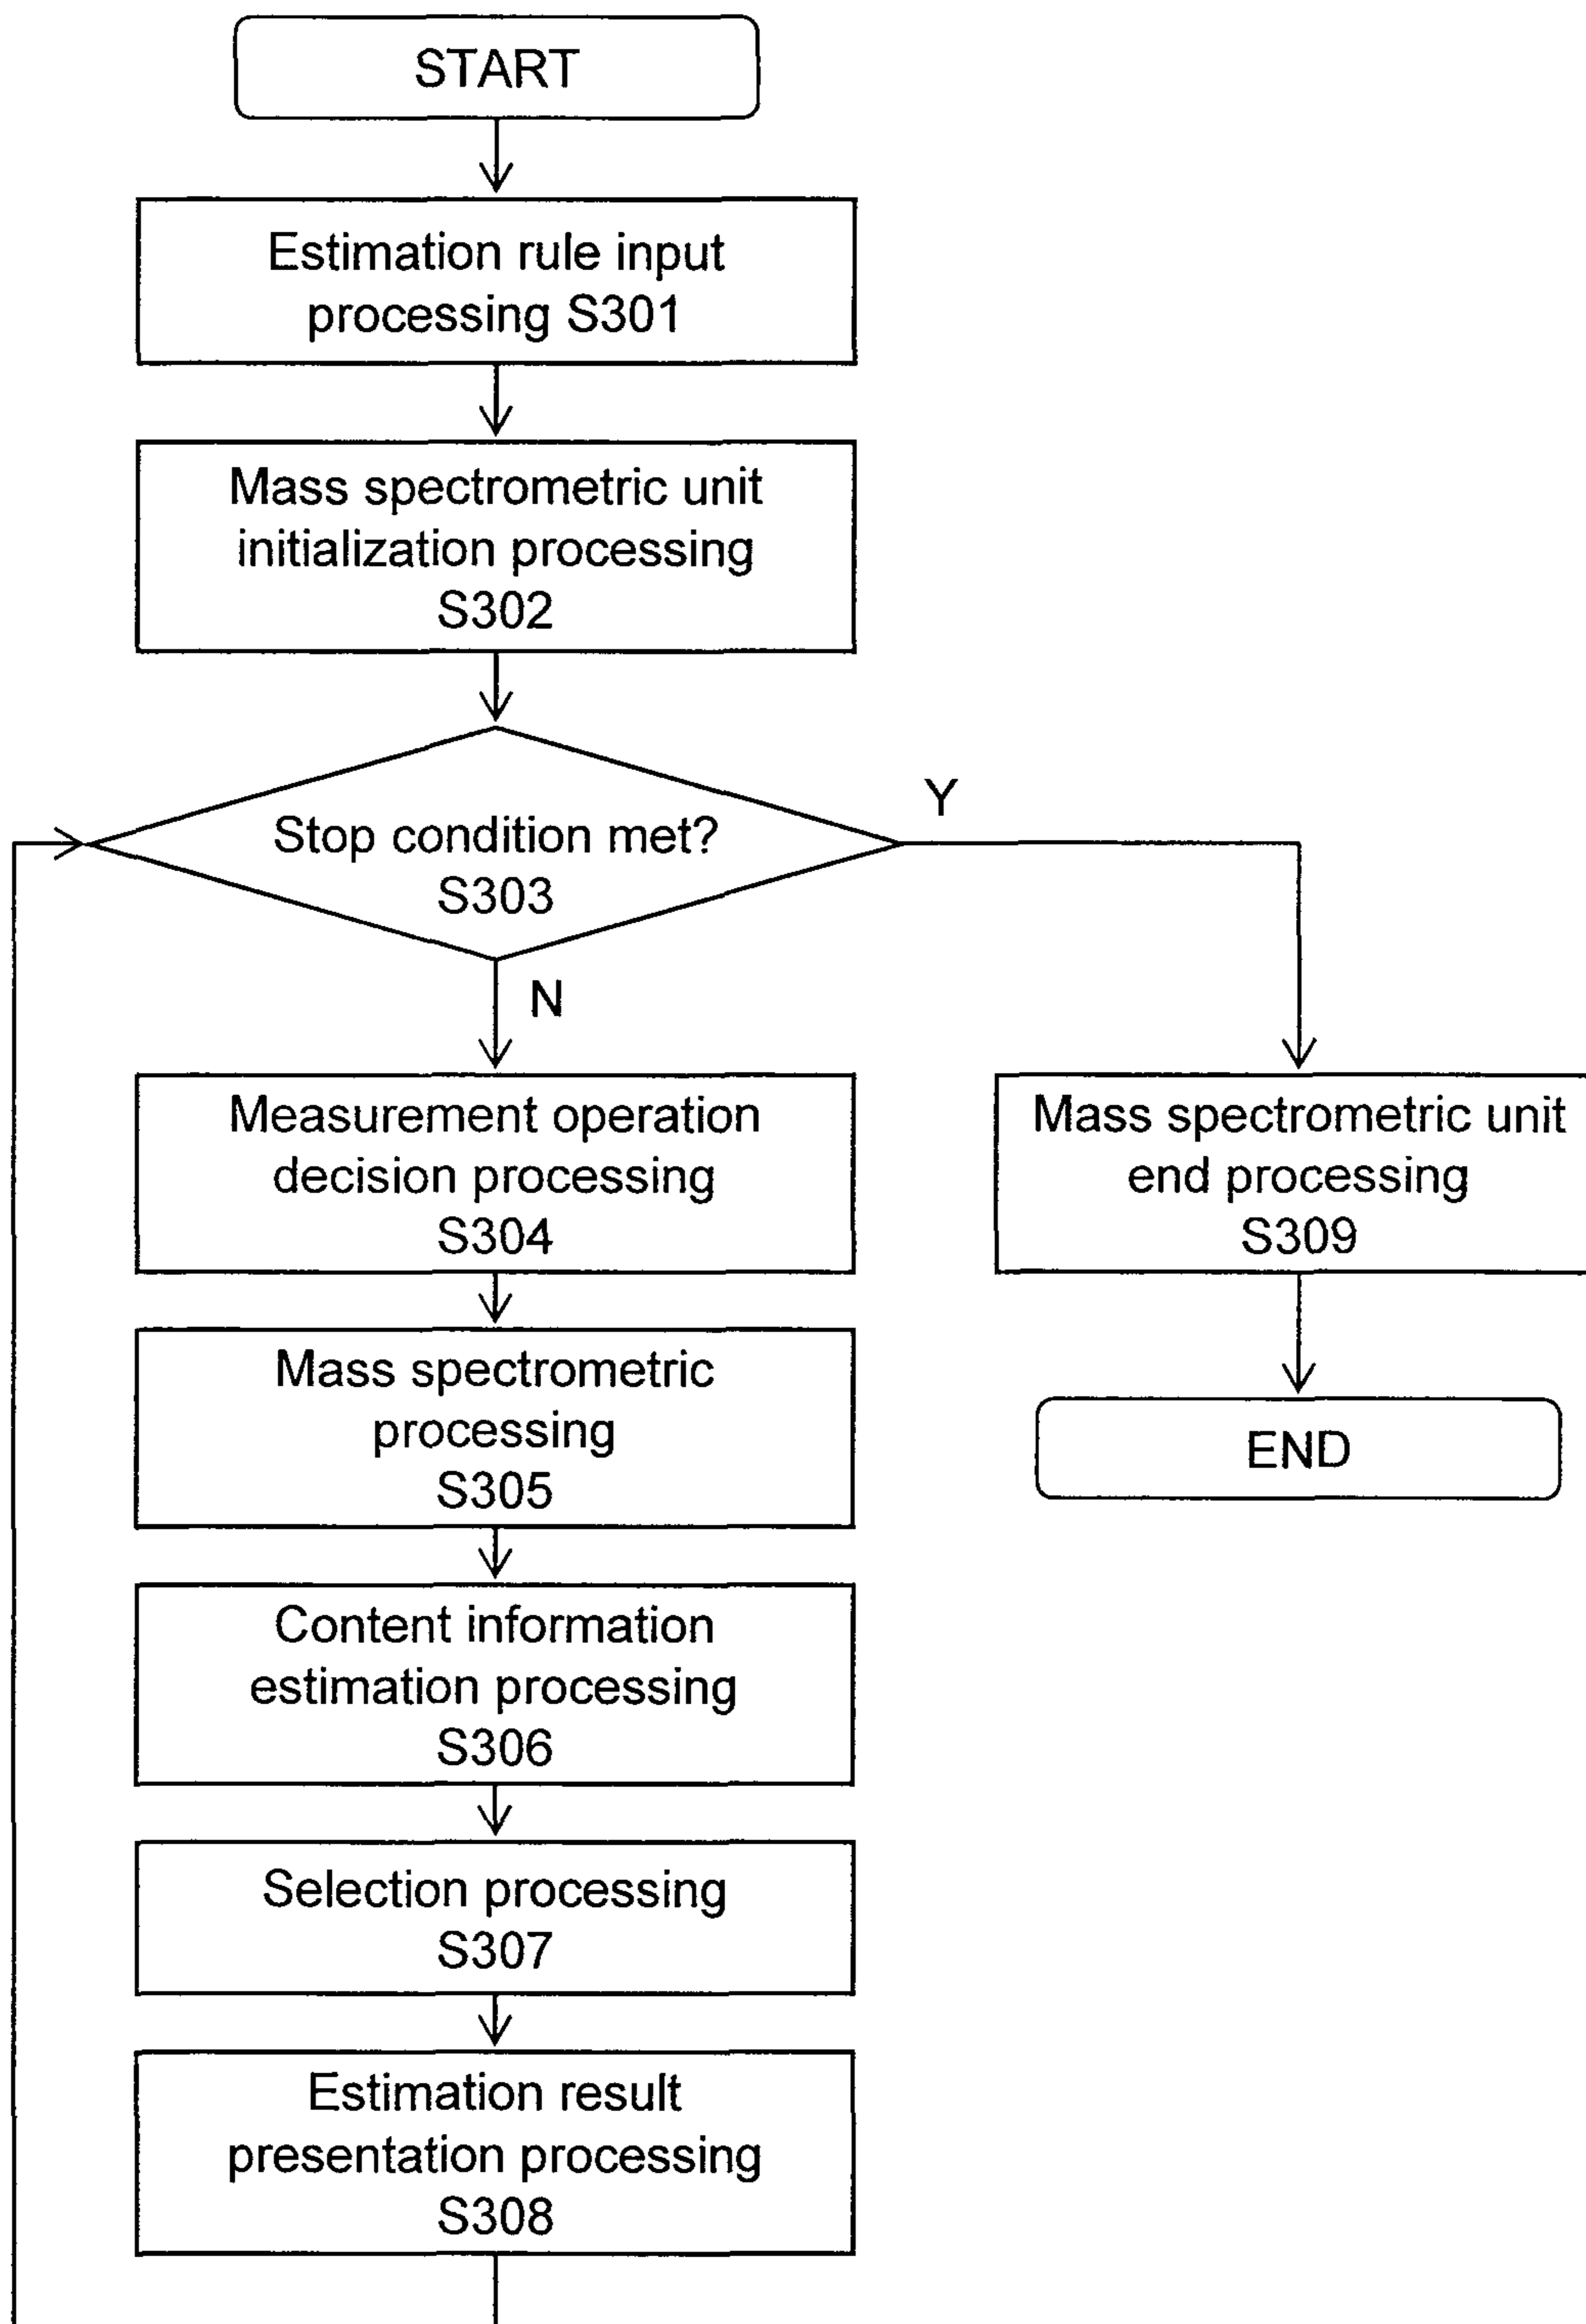 START
Estimation rule input
processing S301
Mass spectrometric unit
initialization processing
S302
Stop condition met?
S303
Y
N
Measurement operation
decision processing
S304
Mass spectrometric unit
end processing
S309
Mass spectrometric
processing
S305
END
Content information
estimation processing
S306
Selection processing
S307
Estimation result
presentation processing
S308